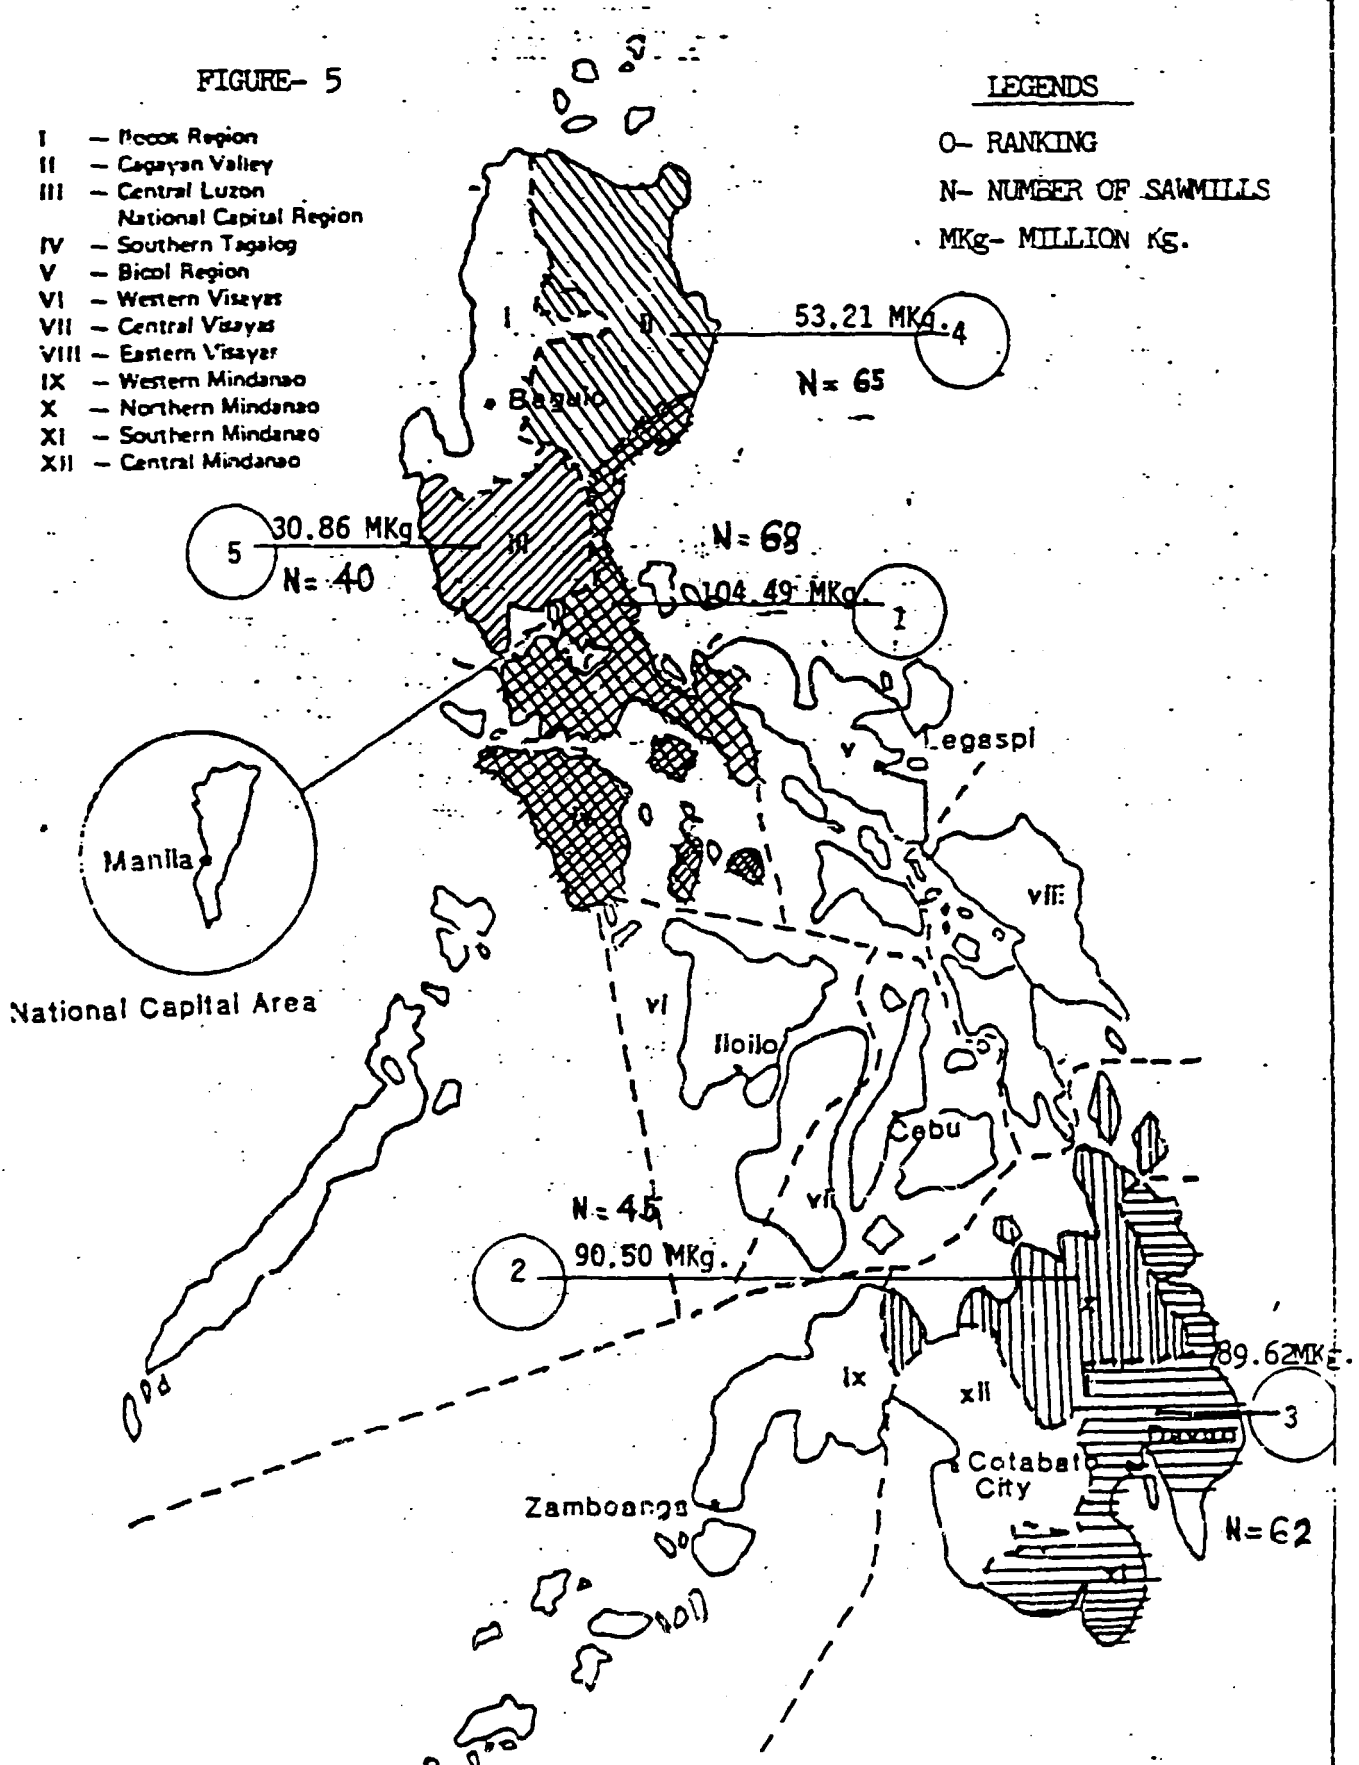 FIGURE- 5
I — Ilocos Region
II — Cagayan Valley
III — Central Luzon
National Capital Region
IV — Southern Tagalog
V — Bicol Region
VI — Western Visayas
VII — Central Visayas
VIII — Eastern Visayas
IX — Western Mindanao
X — Northern Mindanao
XI — Southern Mindanao
XII — Central Mindanao
LEGENDS
O- RANKING
N- NUMBER OF SAWMILLS
MKg- MILLION Kg.
I
II
53.21 MKg.
4
N= 65
Baguio
30.86 MKg
5
III
N= 40
N=68
104.49 MKg.
1
Legaspi
V
Manila
National Capital Area
VIII
VI
Iloilo
Cebu
VII
N=45
2
90.50 MKg.
89.62MKg.
3
IX
XII
Davao
Cotabato
City
Zamboanga
N=62
XI